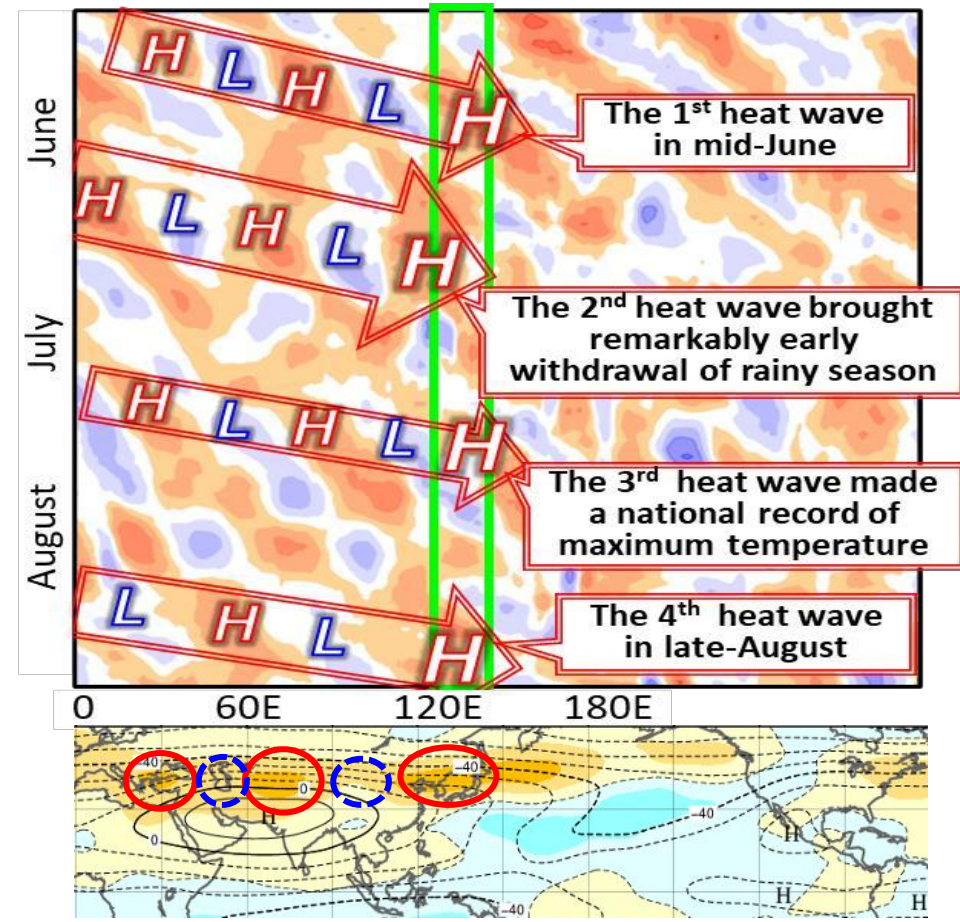 June
July
August
H L H L H
The 1st heat wave
in mid-June
H L H L H
The 2nd heat wave brought
remarkably early
withdrawal of rainy season
H L H L H
The 3rd heat wave made
a national record of
maximum temperature
L H L H
The 4th heat wave
in late-August
0 60E 120E 180E
-40
-40
0
H
0
-40
H
H
H
-40